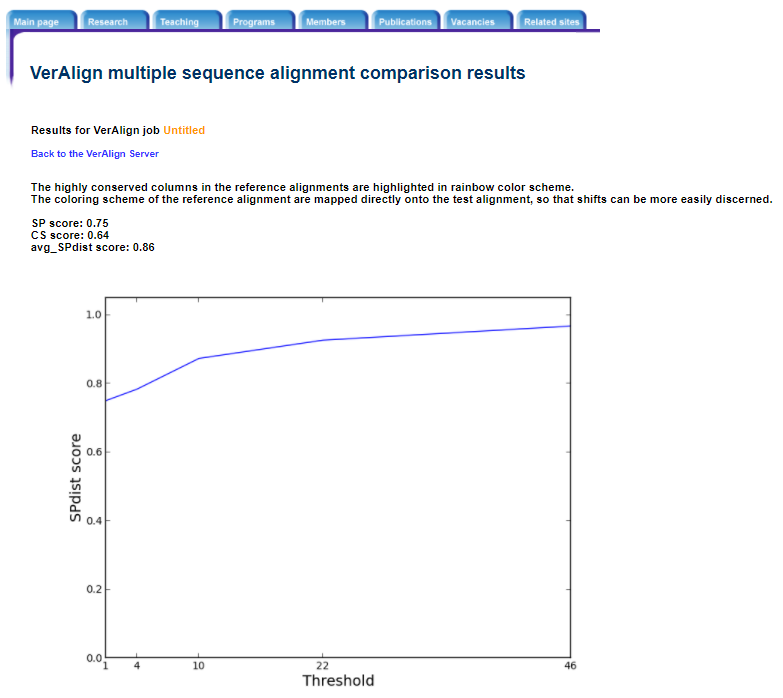 Main page Research Teaching Programs Members Publications Vacancies Related sites
VerAlign multiple sequence alignment comparison results
Results for VerAlign job Untitled
Back to the VerAlign Server
The highly conserved columns in the reference alignments are highlighted in rainbow color scheme.
The coloring scheme of the reference alignment are mapped directly onto the test alignment, so that shifts can be more easily discerned.
SP score: 0.75
CS score: 0.64
avg_SPdist score: 0.86
1.0
0.8
0.6
0.4
0.2
0.0
SPdist score
1 4 10 22 46
Threshold